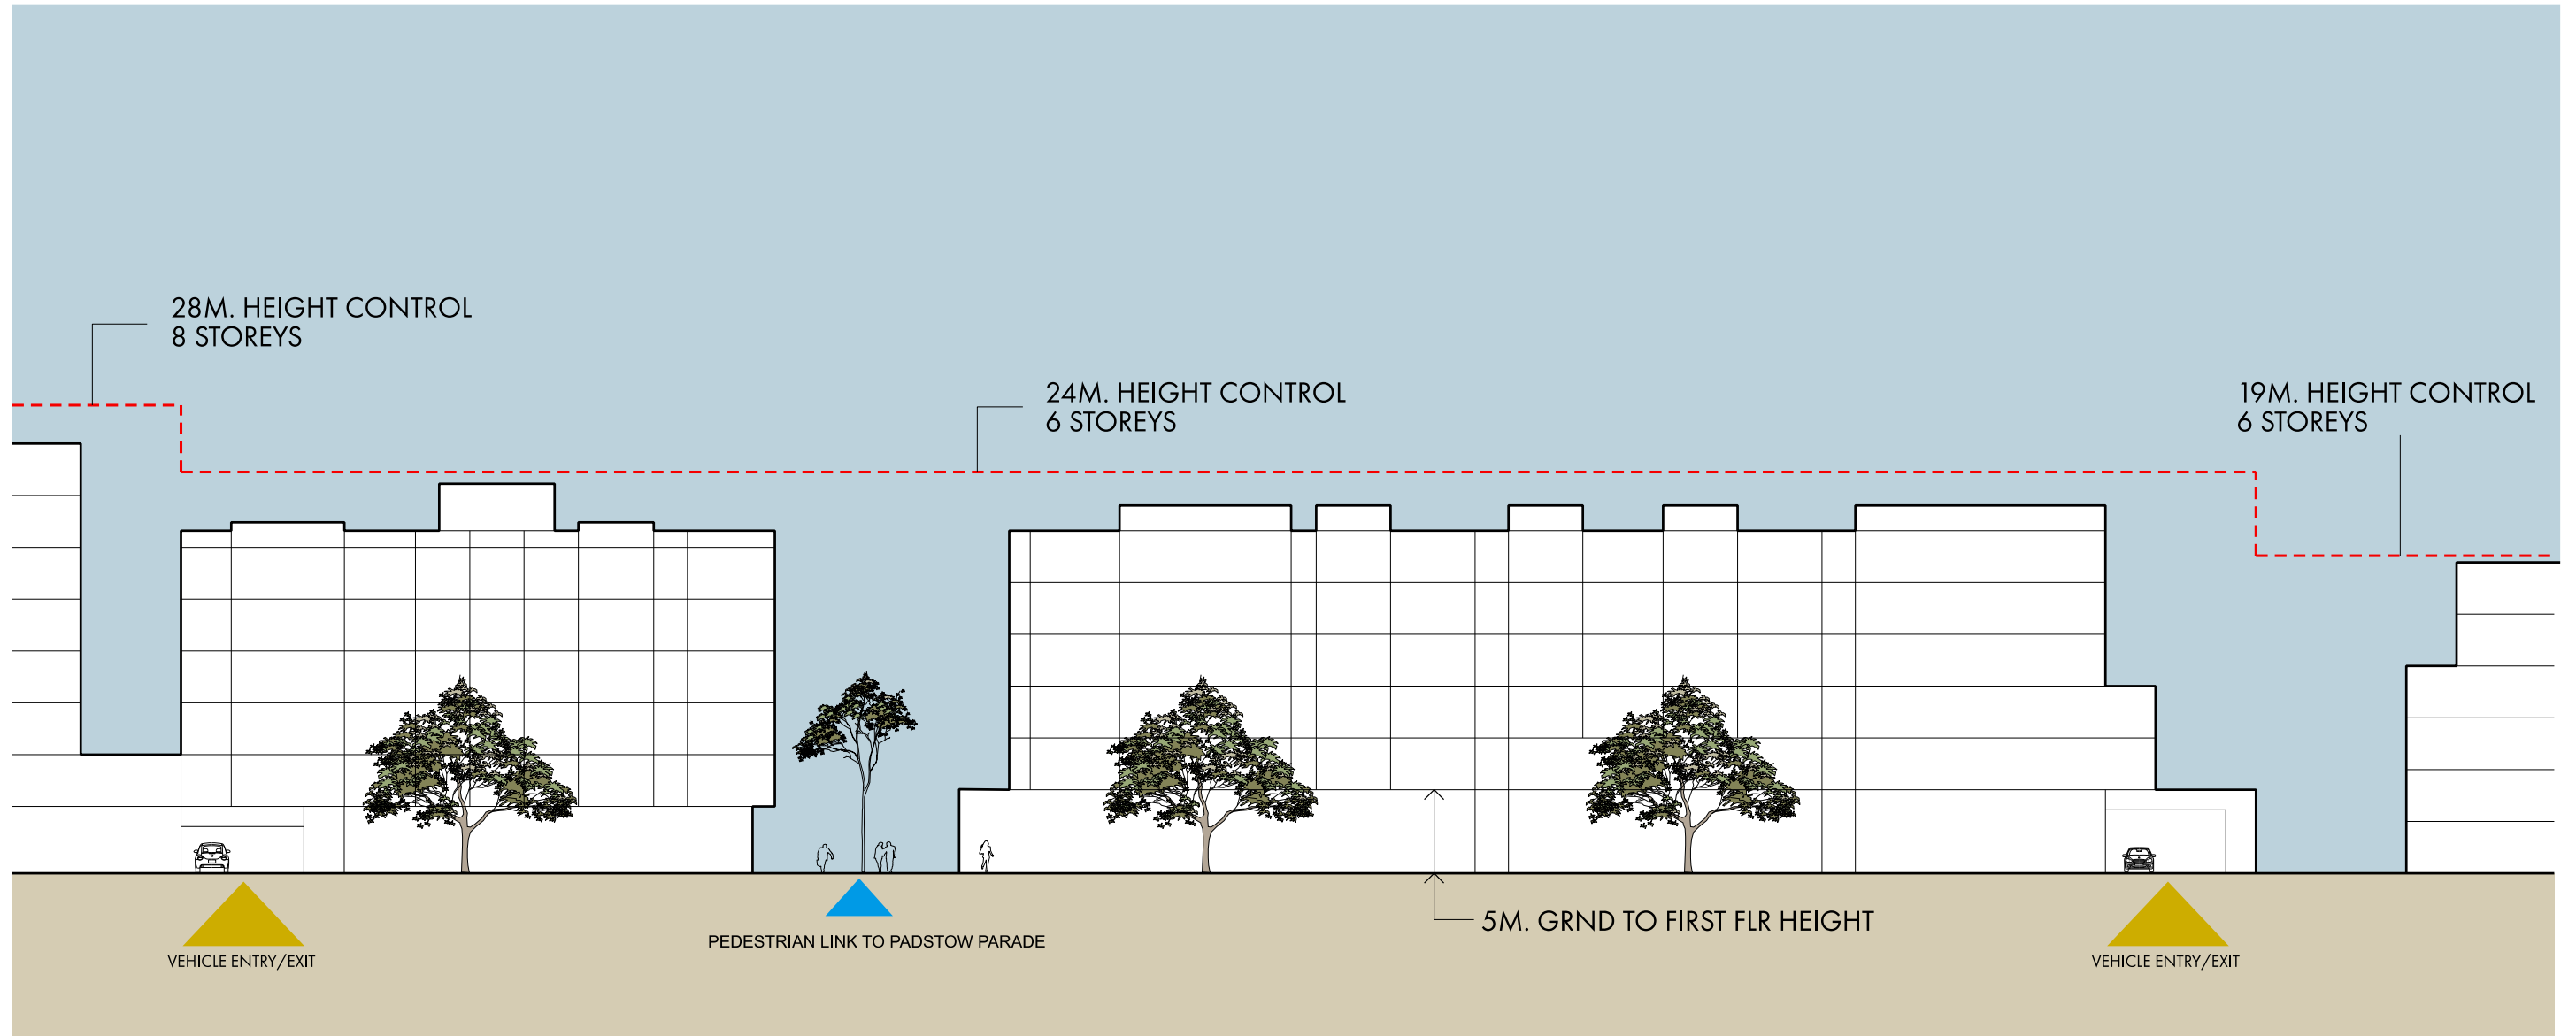 28M. HEIGHT CONTROL
8 STOREYS
24M. HEIGHT CONTROL
6 STOREYS
19M. HEIGHT CONTROL
6 STOREYS
5M. GRND TO FIRST FLR HEIGHT
PEDESTRIAN LINK TO PADSTOW PARADE
VEHICLE ENTRY/EXIT
VEHICLE ENTRY/EXIT